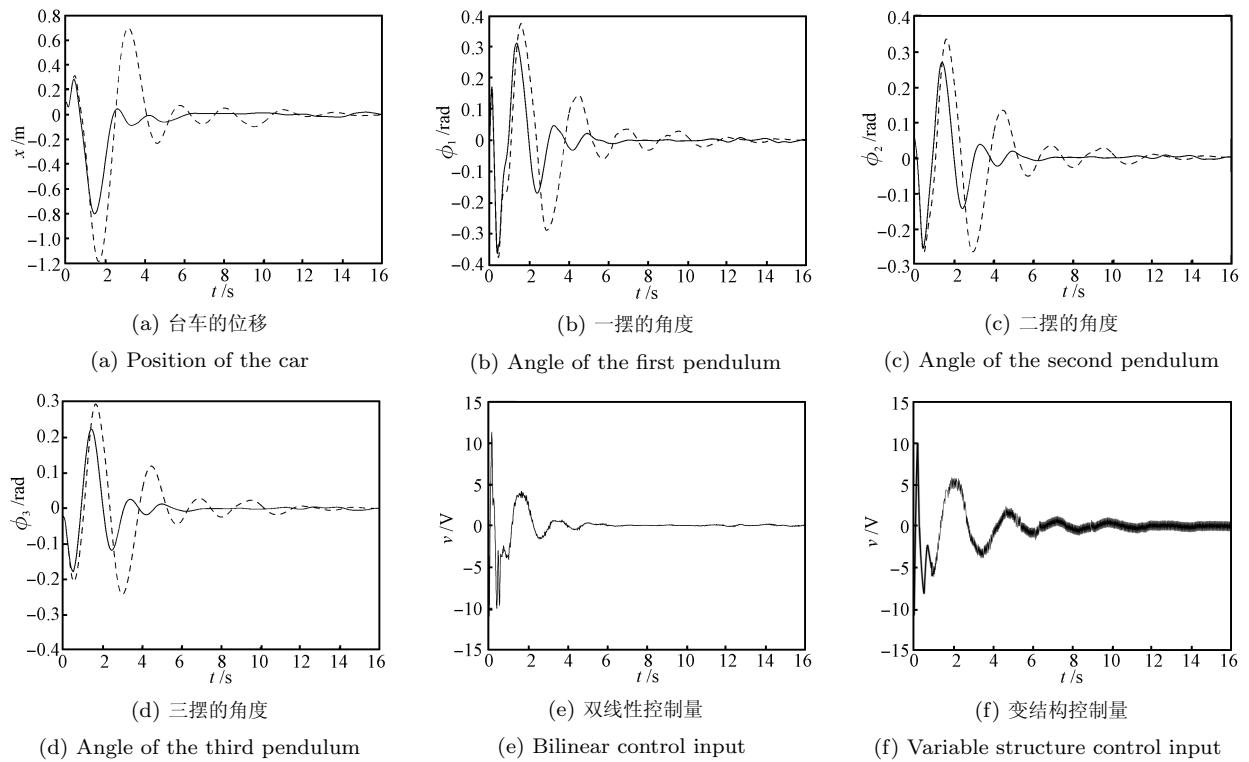 0.8
0.6
0.4
0.2
0
−0.2
−0.4
−0.6
−0.8
−1.0
−1.2
x /m
0 2 4 6 8 10 12 14 16
t /s
(a) 台车的位移
(a) Position of the car
0.4
0.3
0.2
0.1
0
−0.1
−0.2
−0.3
−0.4
ϕ₁ /rad
0 2 4 6 8 10 12 14 16
t /s
(b) 一摆的角度
(b) Angle of the first pendulum
0.4
0.3
0.2
0.1
0
−0.1
−0.2
−0.3
ϕ₂ /rad
0 2 4 6 8 10 12 14 16
t /s
(c) 二摆的角度
(c) Angle of the second pendulum
0.3
0.2
0.1
0
−0.1
−0.2
−0.3
−0.4
ϕ₃ /rad
0 2 4 6 8 10 12 14 16
t /s
(d) 三摆的角度
(d) Angle of the third pendulum
15
10
5
0
−5
−10
−15
v /V
0 2 4 6 8 10 12 14 16
t /s
(e) 双线性控制量
(e) Bilinear control input
15
10
5
0
−5
−10
−15
v /V
0 2 4 6 8 10 12 14 16
t /s
(f) 变结构控制量
(f) Variable structure control input